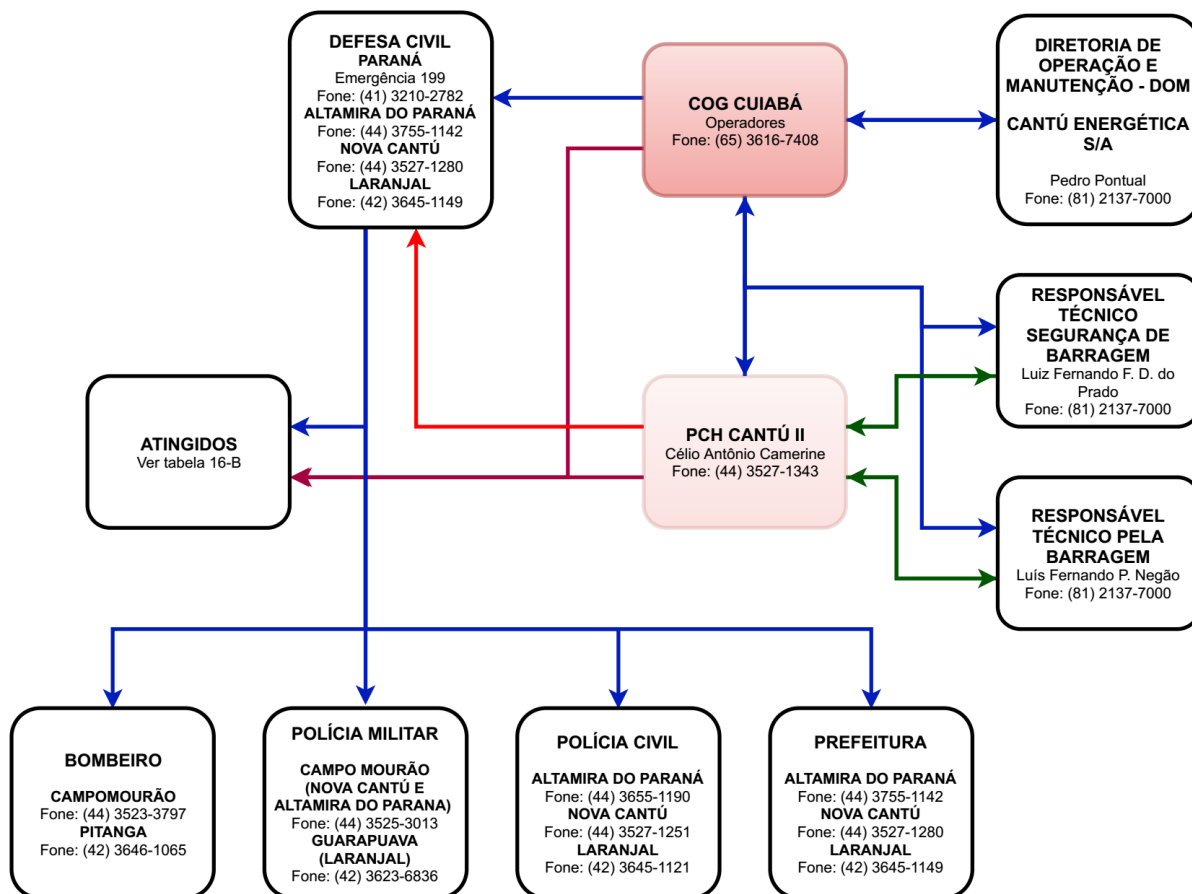 DEFESA CIVIL
PARANÁ
Emergência 199
Fone: (41) 3210-2782
ALTAMIRA DO PARANÁ
Fone: (44) 3755-1142
NOVA CANTÚ
Fone: (44) 3527-1280
LARANJAL
Fone: (42) 3645-1149
COG CUIABÁ
Operadores
Fone: (65) 3616-7408
DIRETORIA DE
OPERAÇÃO E
MANUTENÇÃO - DOM
CANTÚ ENERGÉTICA
S/A
Pedro Pontual
Fone: (81) 2137-7000
RESPONSÁVEL
TÉCNICO
SEGURANÇA DE
BARRAGEM
Luiz Fernando F. D. do
Prado
Fone: (81) 2137-7000
ATINGIDOS
Ver tabela 16-B
PCH CANTÚ II
Célio Antônio Camerine
Fone: (44) 3527-1343
RESPONSÁVEL
TÉCNICO PELA
BARRAGEM
Luís Fernando P. Negão
Fone: (81) 2137-7000
BOMBEIRO
CAMPOMOURÃO
Fone: (44) 3523-3797
PITANGA
Fone: (42) 3646-1065
POLÍCIA MILITAR
CAMPO MOURÃO
(NOVA CANTÚ E
ALTAMIRA DO PARANA)
Fone: (44) 3525-3013
GUARAPUAVA
(LARANJAL)
Fone: (42) 3623-6836
POLÍCIA CIVIL
ALTAMIRA DO PARANÁ
Fone: (44) 3655-1190
NOVA CANTÚ
Fone: (44) 3527-1251
LARANJAL
Fone: (42) 3645-1121
PREFEITURA
ALTAMIRA DO PARANÁ
Fone: (44) 3755-1142
NOVA CANTÚ
Fone: (44) 3527-1280
LARANJAL
Fone: (42) 3645-1149